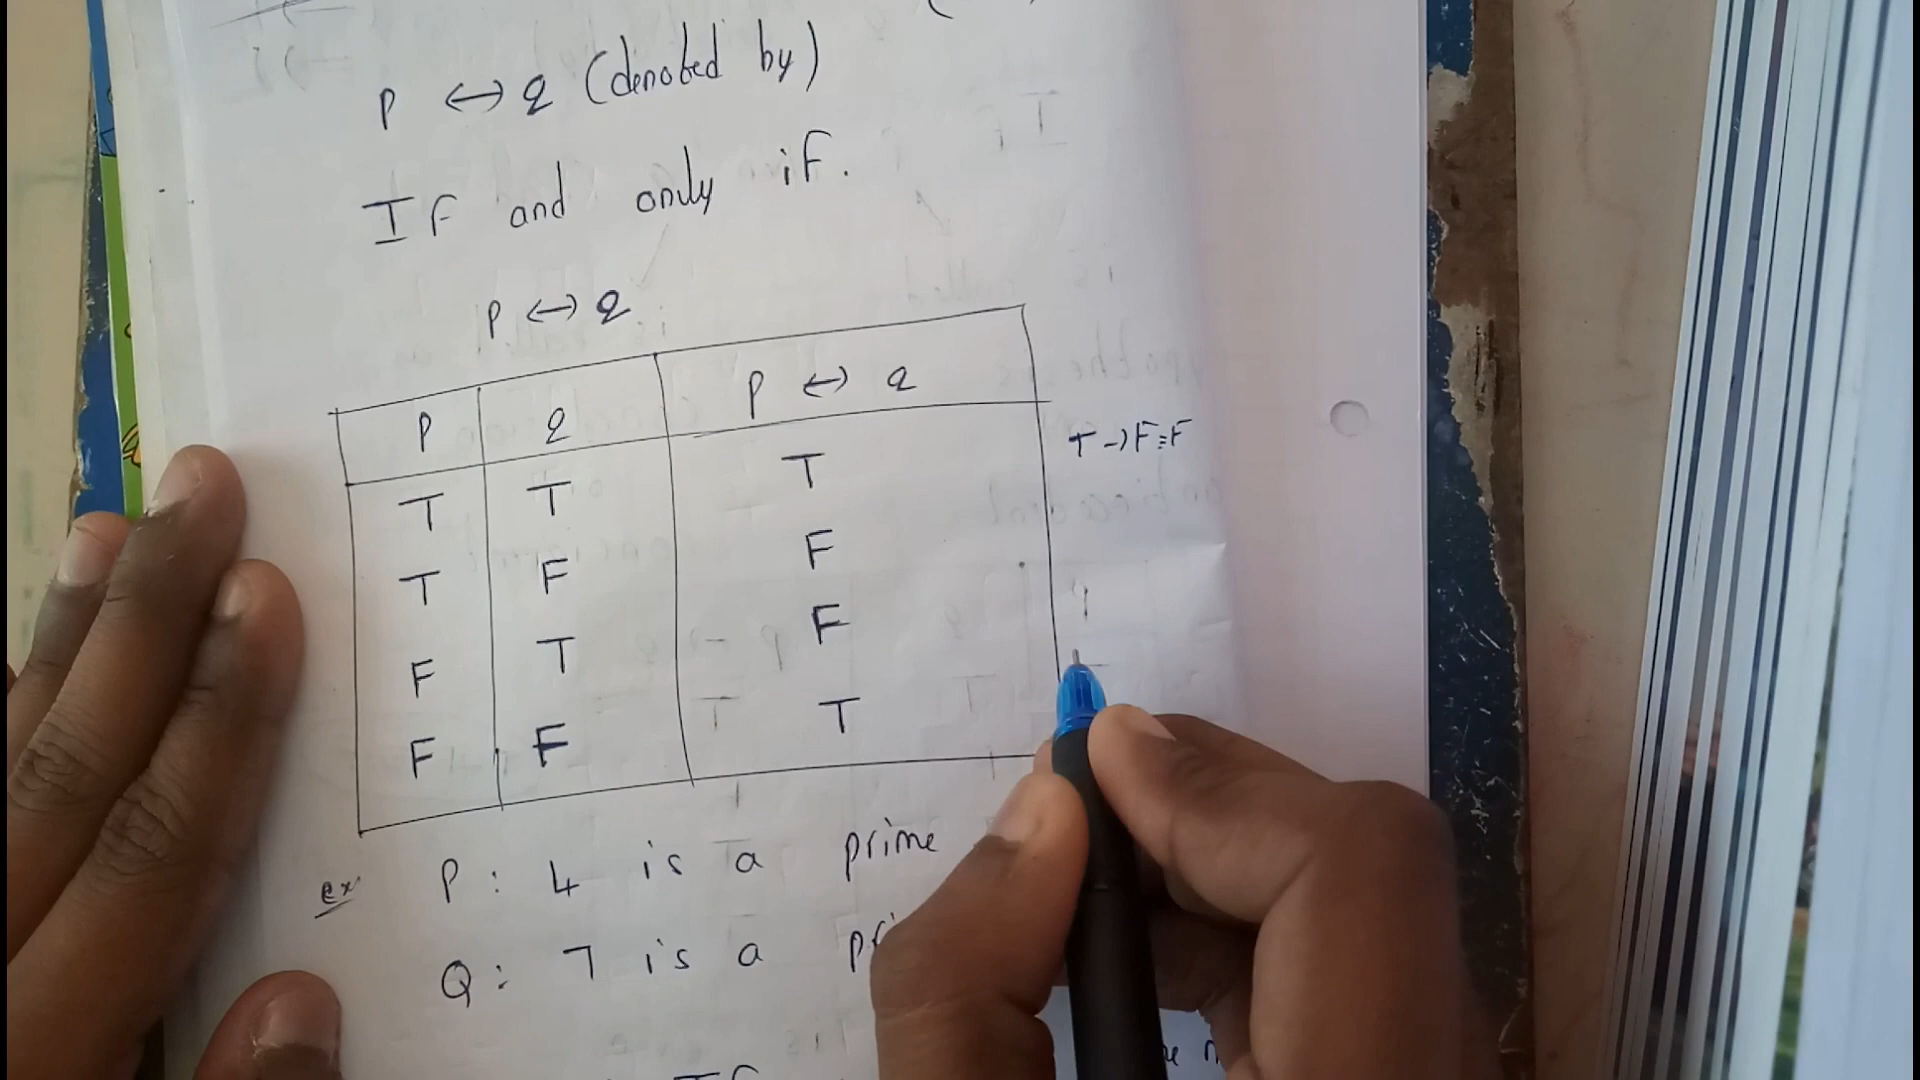 P ↔ q (denoted by)
IF and only iF.
P ↔ q
P q P ↔ q
T → F ≡ F
T T T
T F F
F T F
F F T
ex P : 4 is a prime
Q : 7 is a